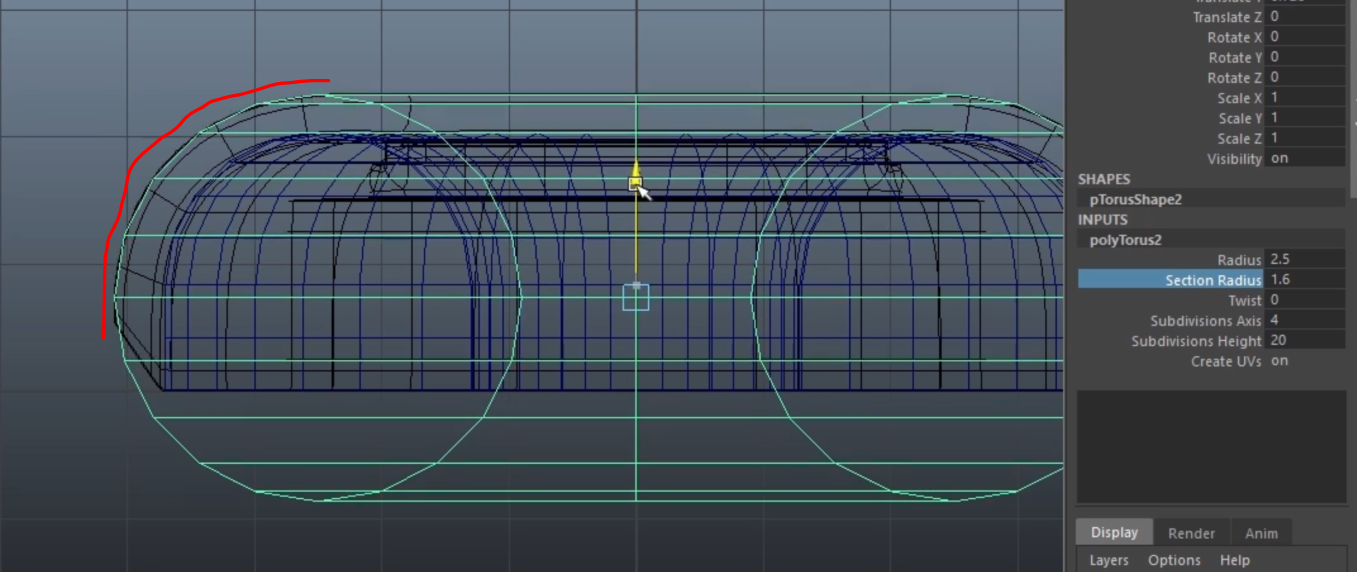 Translate Z 0
Rotate X 0
Rotate Y 0
Rotate Z 0
Scale X 1
Scale Y 1
Scale Z 1
Visibility on
SHAPES
pTorusShape2
INPUTS
polyTorus2
Radius 2.5
Section Radius 1.6
Twist 0
Subdivisions Axis 4
Subdivisions Height 20
Create UVs on
Display Render Anim
Layers Options Help